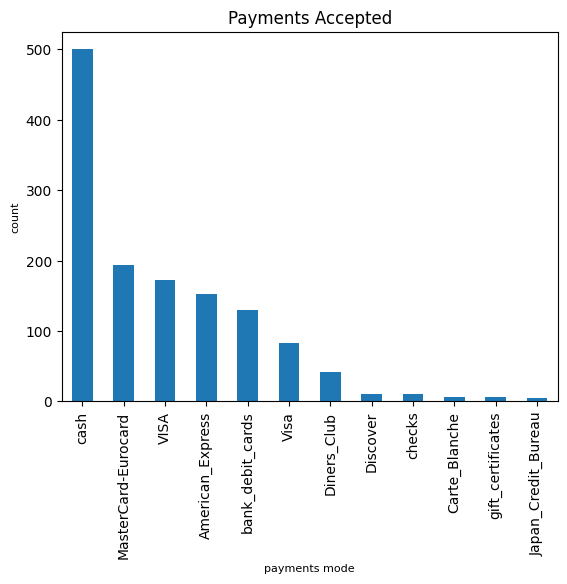 Payments Accepted
500
400
300
200
100
0
count
cash
MasterCard-Eurocard
VISA
American_Express
bank_debit_cards
Visa
Diners_Club
Discover
checks
Carte_Blanche
gift_certificates
Japan_Credit_Bureau
payments mode